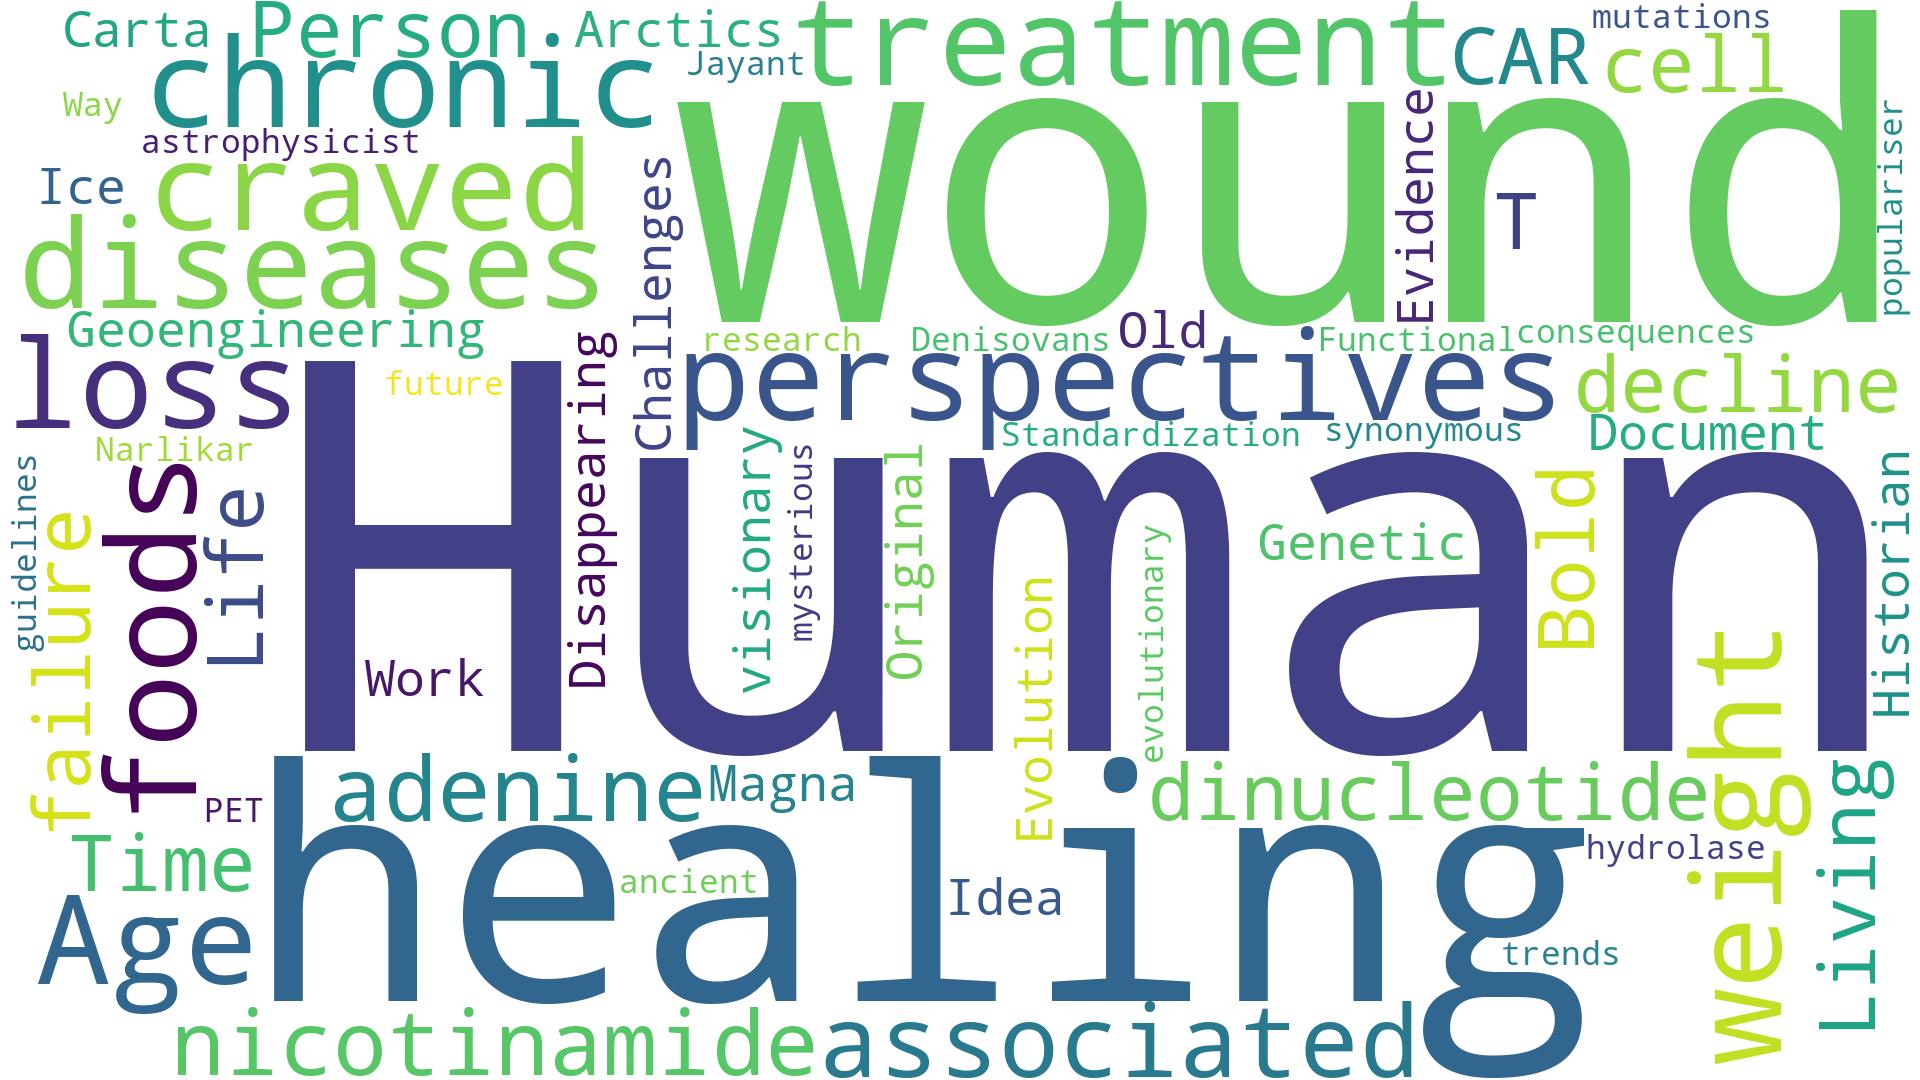 Carta
Person
Arctics
treatment
mutations
chronic
Jayant
CAR
cell
Way
astrophysicist
wound
Evidence
T
populariser
Ice
craved
Challenges
diseases
Geoengineering
research
Denisovans
Old
Functional
consequences
loss
future
Disappearing
perspectives
decline
Narlikar
Standardization
synonymous
Document
guidelines
failure
foods
Life
Human
visionary
mysterious
Original
Genetic
Bold
Historian
Work
Evolution
evolutionary
weight
PET
adenine
Magna
dinucleotide
Living
Time
healing
hydrolase
Age
ancient
Idea
trends
nicotinamide
associated